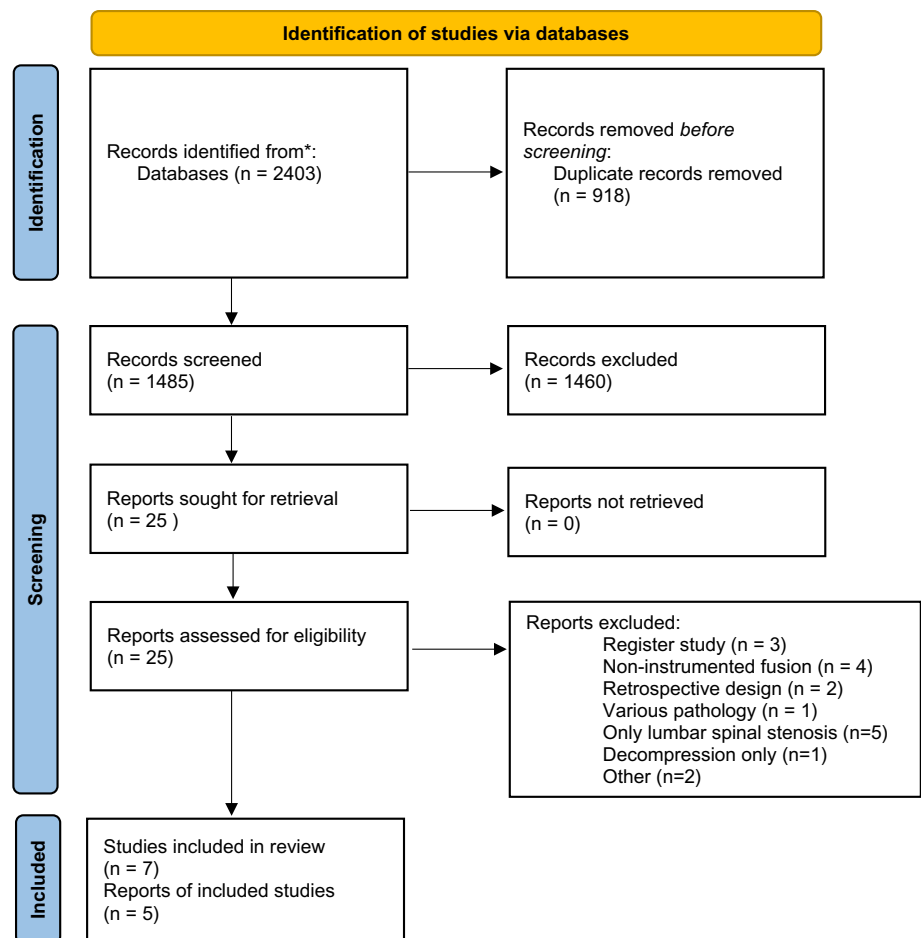 Identification of studies via databases
Identification
Records identified from*:
Databases (n = 2403)
Records removed before
screening:
Duplicate records removed
(n = 918)
Screening
Records screened
(n = 1485)
Records excluded
(n = 1460)
Reports sought for retrieval
(n = 25 )
Reports not retrieved
(n = 0)
Reports assessed for eligibility
(n = 25)
Reports excluded:
Register study (n = 3)
Non-instrumented fusion (n = 4)
Retrospective design (n = 2)
Various pathology (n = 1)
Only lumbar spinal stenosis (n=5)
Decompression only (n=1)
Other (n=2)
Included
Studies included in review
(n = 7)
Reports of included studies
(n = 5)